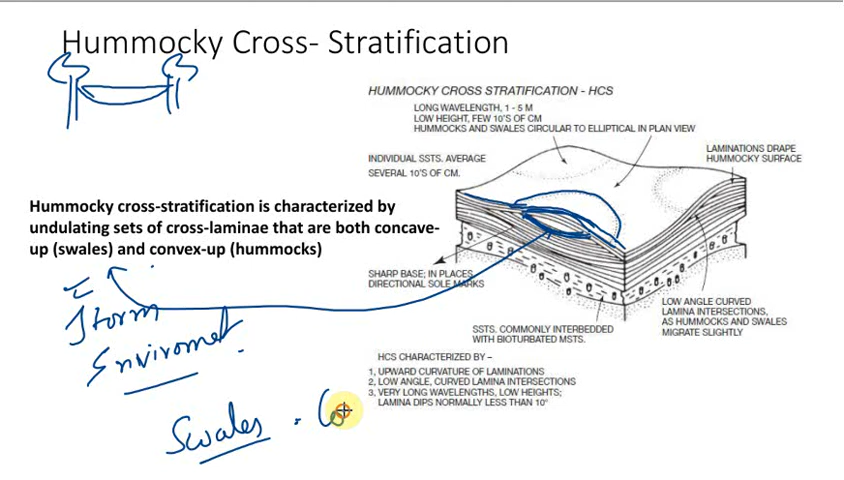 Hummocky Cross- Stratification
HUMMOCKY CROSS STRATIFICATION - HCS
LONG WAVELENGTH, 1 - 5 M
LOW HEIGHT, FEW 10'S OF CM
HUMMOCKS AND SWALES CIRCULAR TO ELLIPTICAL IN PLAN VIEW
LAMINATIONS DRAPE
HUMMOCKY SURFACE
INDIVIDUAL SSTS. AVERAGE
SEVERAL 10'S OF CM.
Hummocky cross-stratification is characterized by
undulating sets of cross-laminae that are both concave-
up (swales) and convex-up (hummocks)
SHARP BASE; IN PLACES
DIRECTIONAL SOLE MARKS
LOW ANGLE CURVED
LAMINA INTERSECTIONS,
AS HUMMOCKS AND SWALES
MIGRATE SLIGHTLY
SSTS. COMMONLY INTERBEDDED
WITH BIOTURBATED MSTS.
Storm
Enviromet
HCS CHARACTERIZED BY –
1, UPWARD CURVATURE OF LAMINATIONS
2, LOW ANGLE, CURVED LAMINA INTERSECTIONS
3, VERY LONG WAVELENGTHS, LOW HEIGHTS;
LAMINA DIPS NORMALLY LESS THAN 10°
Swales